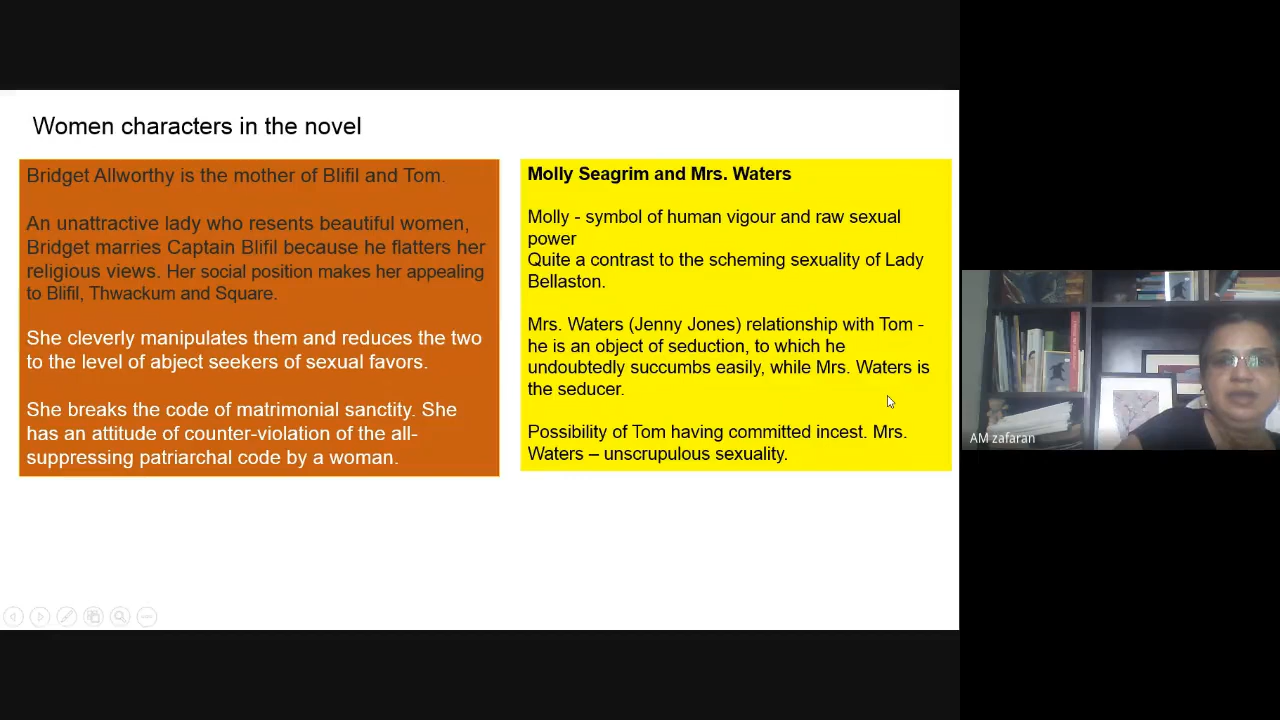 Women characters in the novel
Bridget Allworthy is the mother of Blifil and Tom.
An unattractive lady who resents beautiful women,
Bridget marries Captain Blifil because he flatters her
religious views. Her social position makes her appealing
to Blifil, Thwackum and Square.
She cleverly manipulates them and reduces the two
to the level of abject seekers of sexual favors.
She breaks the code of matrimonial sanctity. She
has an attitude of counter-violation of the all-
suppressing patriarchal code by a woman.
Molly Seagrim and Mrs. Waters
Molly - symbol of human vigour and raw sexual
power
Quite a contrast to the scheming sexuality of Lady
Bellaston.
Mrs. Waters (Jenny Jones) relationship with Tom -
he is an object of seduction, to which he
undoubtedly succumbs easily, while Mrs. Waters is
the seducer.
Possibility of Tom having committed incest. Mrs.
Waters – unscrupulous sexuality.
AM zafaran